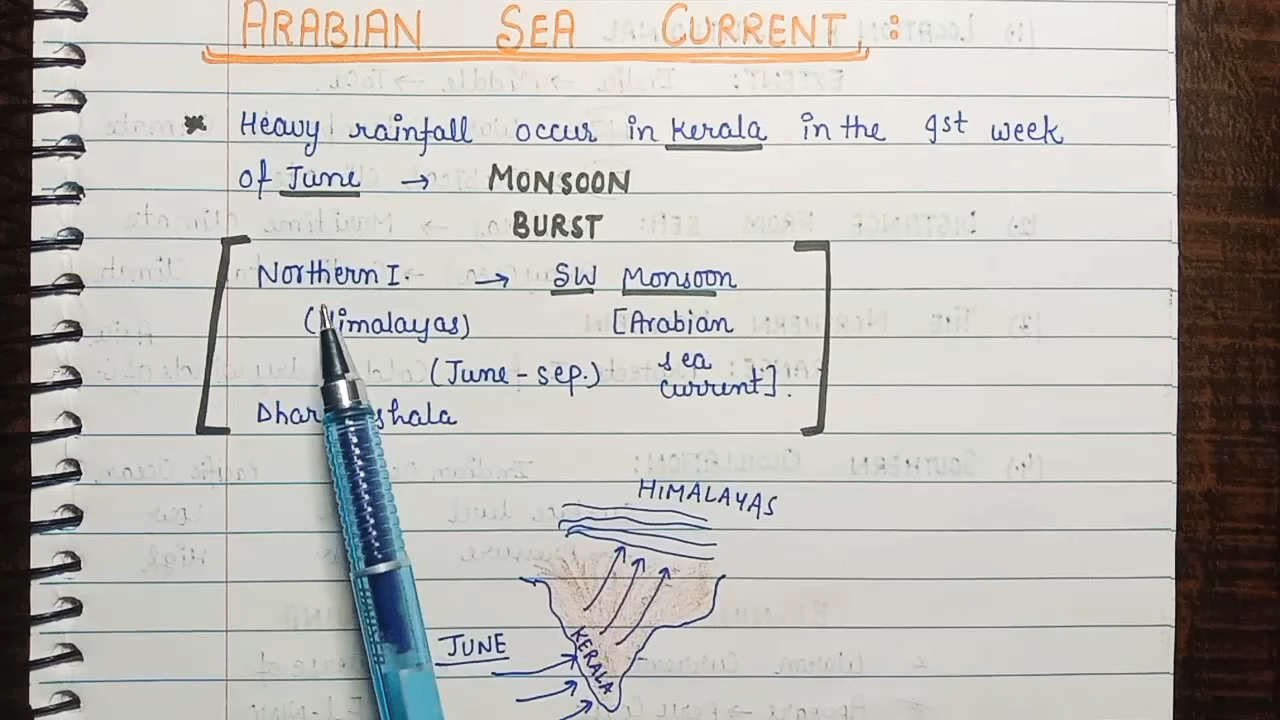 ARABIAN SEA CURRENT :
* Heavy rainfall occur in Kerala in the 1st week
of June → MONSOON
BURST
Northern I. → SW Monsoon
(Himalayas) [Arabian
(June - sep.) sea
current].
HIMALAYAS
JUNE
KERALA